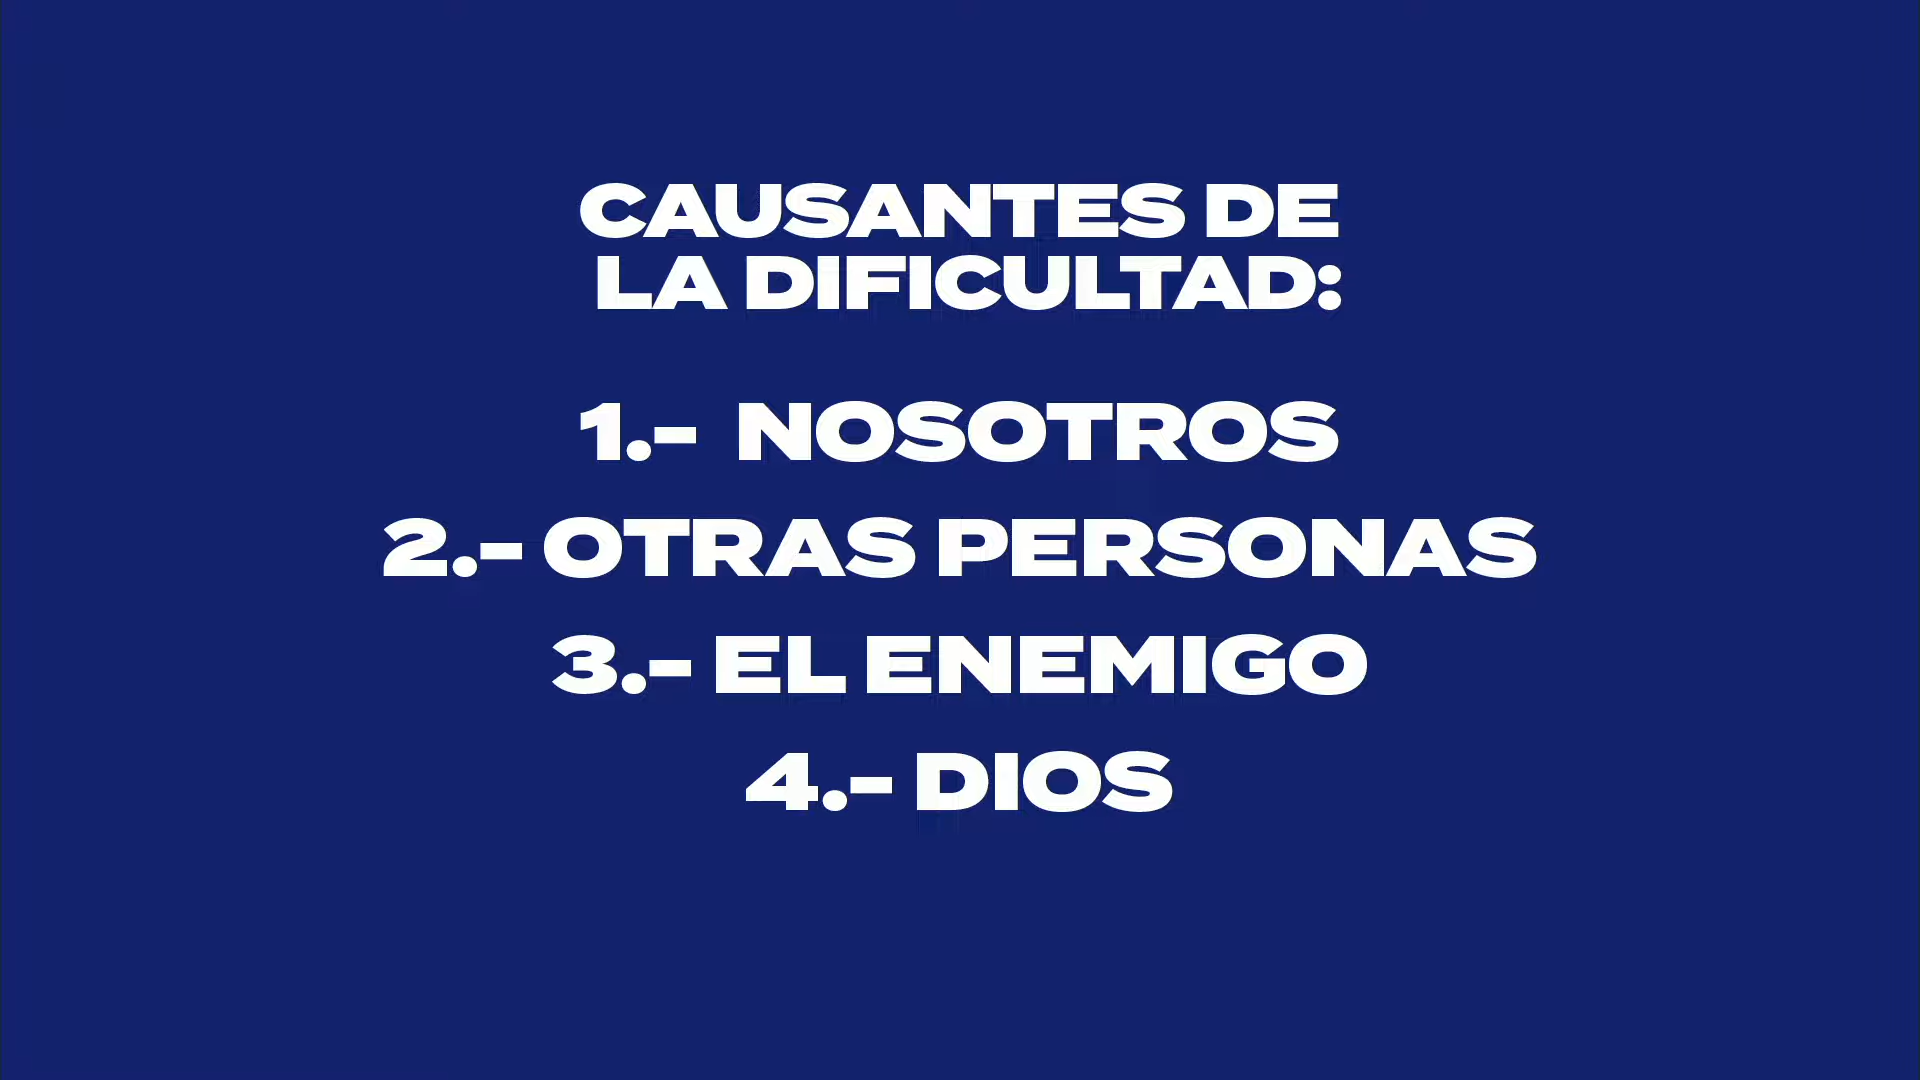 CAUSANTES DE
LA DIFICULTAD:
1.- NOSOTROS
2.- OTRAS PERSONAS
3.- EL ENEMIGO
4.- DIOS